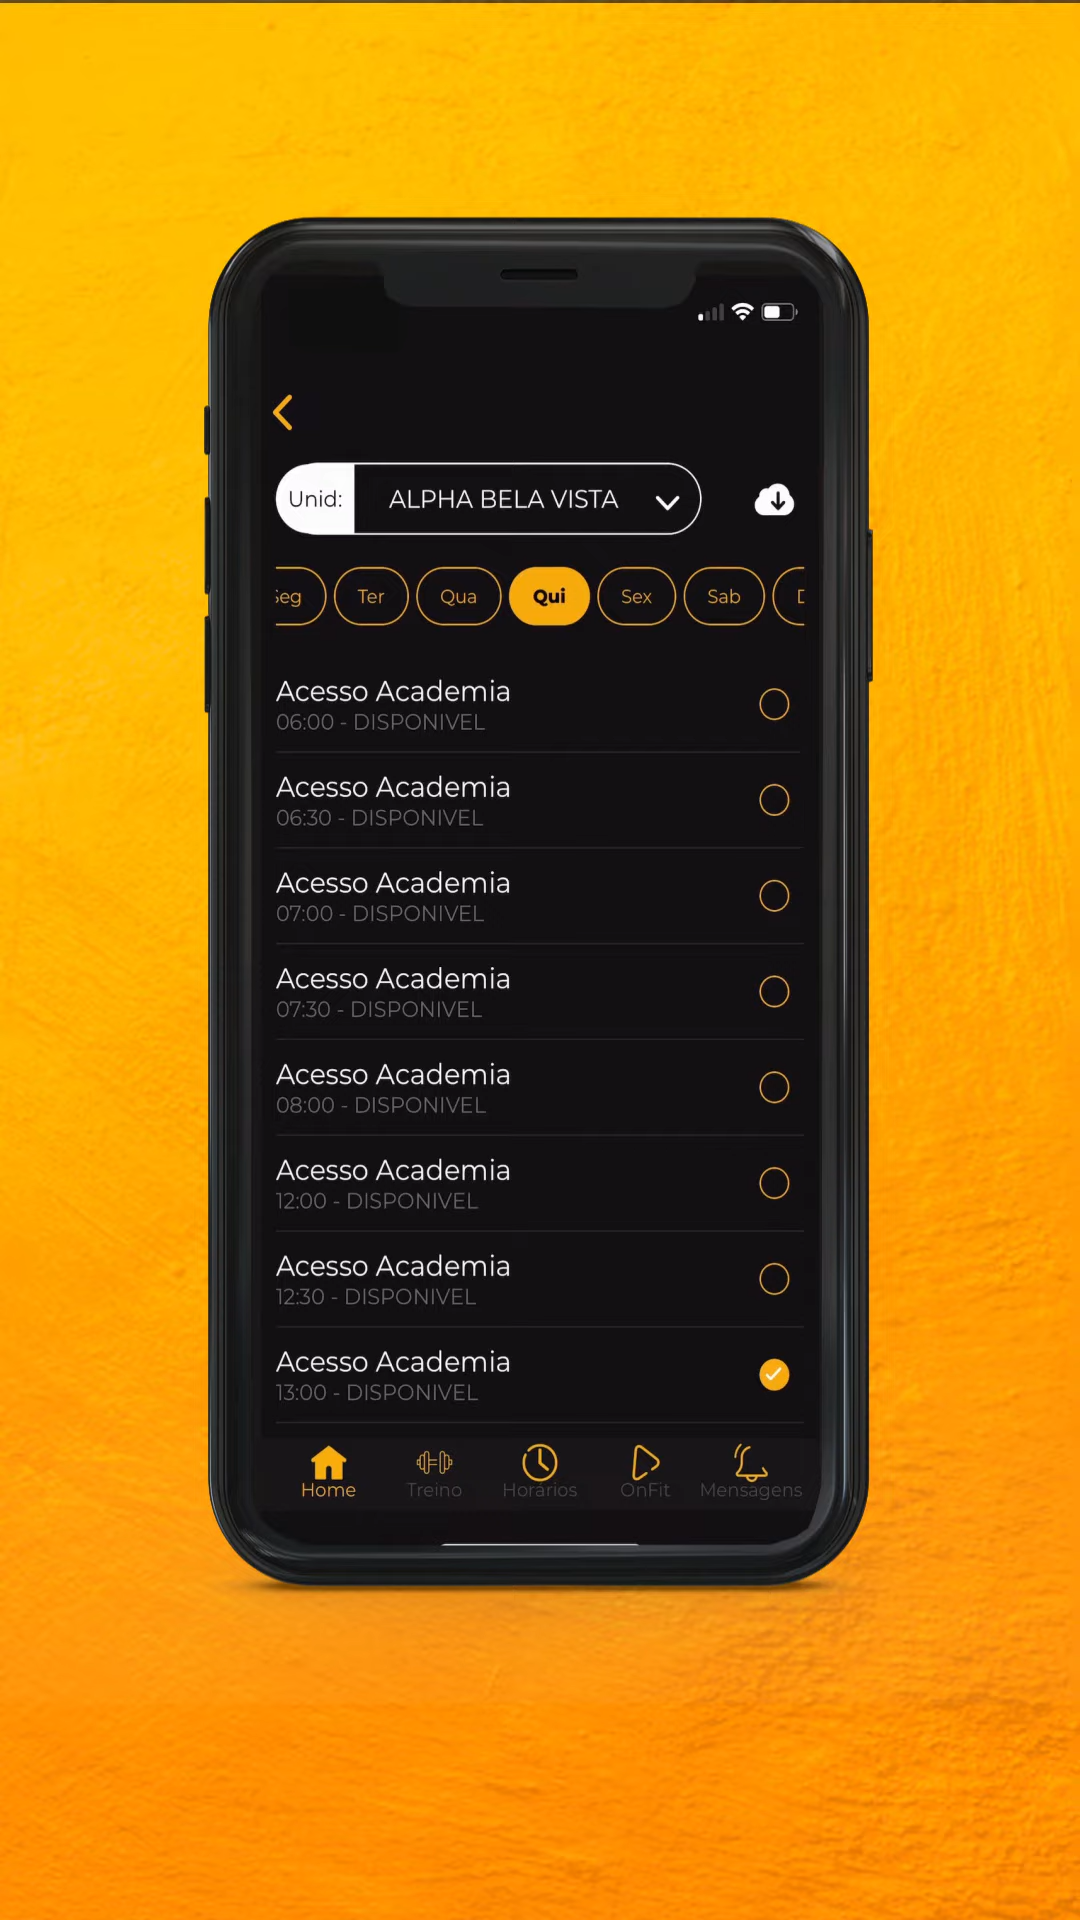 Unid:
ALPHA BELA VISTA
Seg Ter Qua Qui Sex Sab D
Acesso Academia
06:00 - DISPONIVEL
Acesso Academia
06:30 - DISPONIVEL
Acesso Academia
07:00 - DISPONIVEL
Acesso Academia
07:30 - DISPONIVEL
Acesso Academia
08:00 - DISPONIVEL
Acesso Academia
12:00 - DISPONIVEL
Acesso Academia
12:30 - DISPONIVEL
Acesso Academia
13:00 - DISPONIVEL
Home Treino Horários OnFit Mensagens